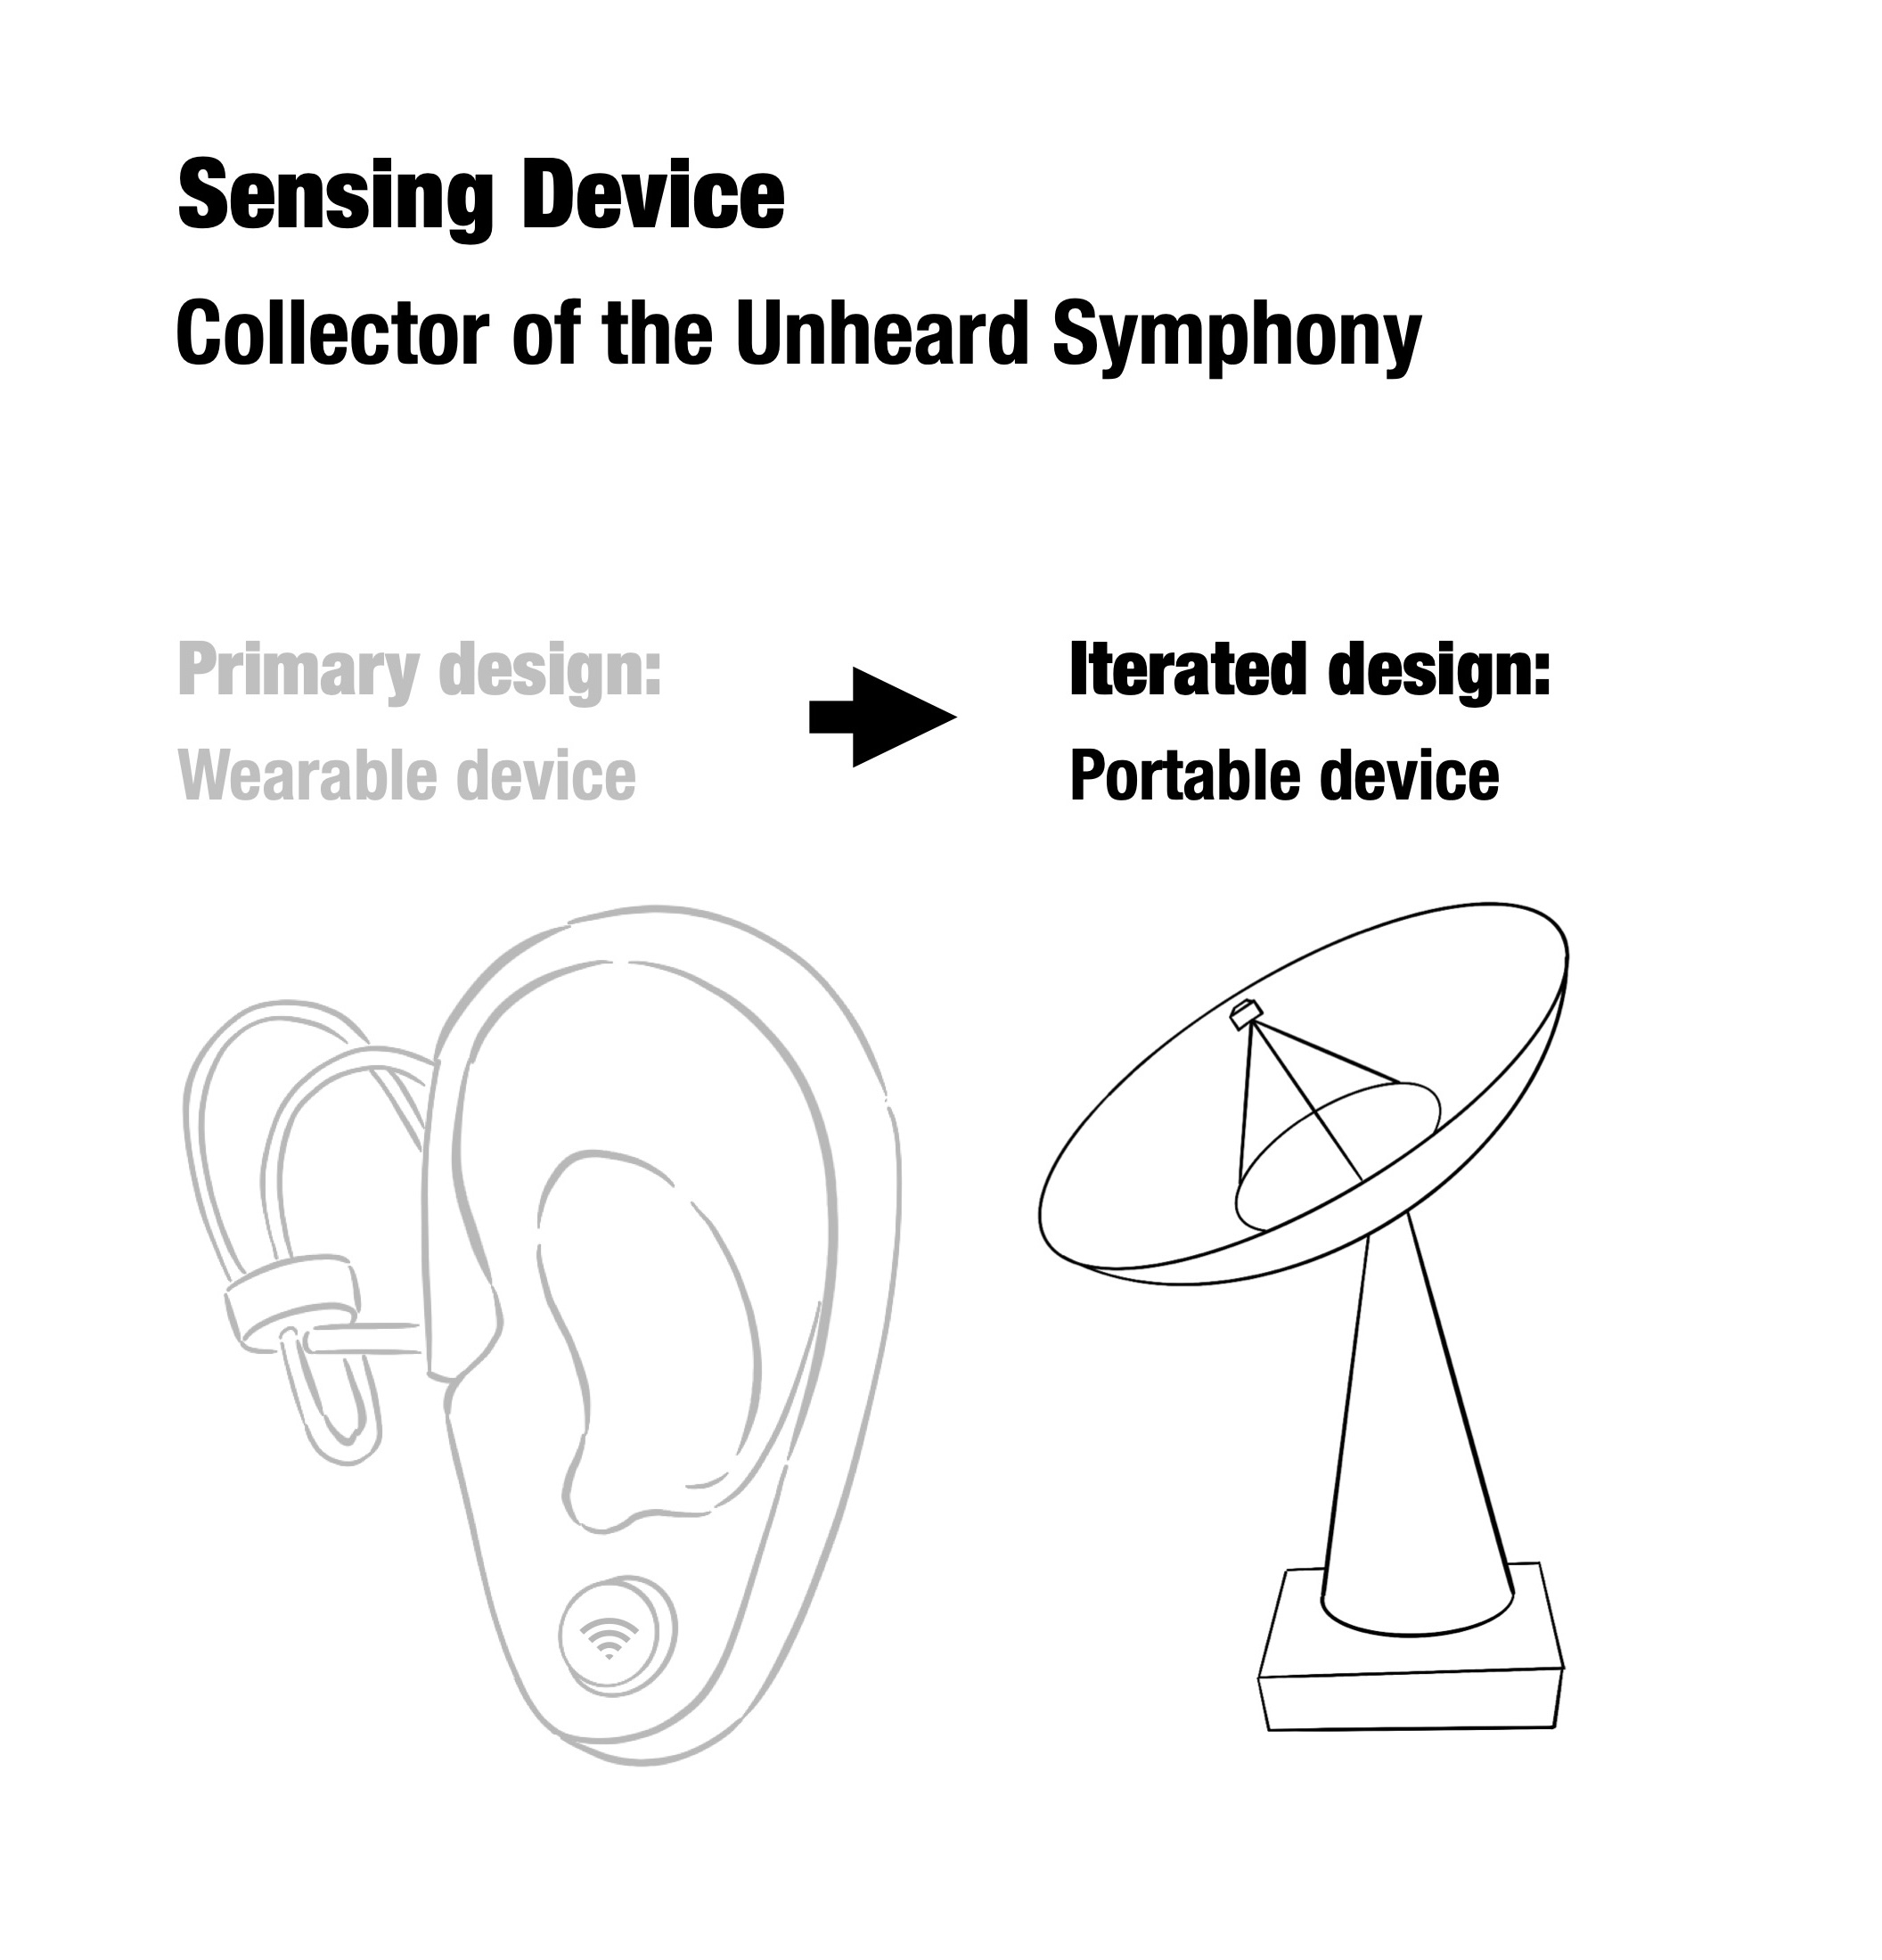 Sensing Device
Collector of the Unheard Symphony
Primary design:
Wearable device
Iterated design:
Portable device